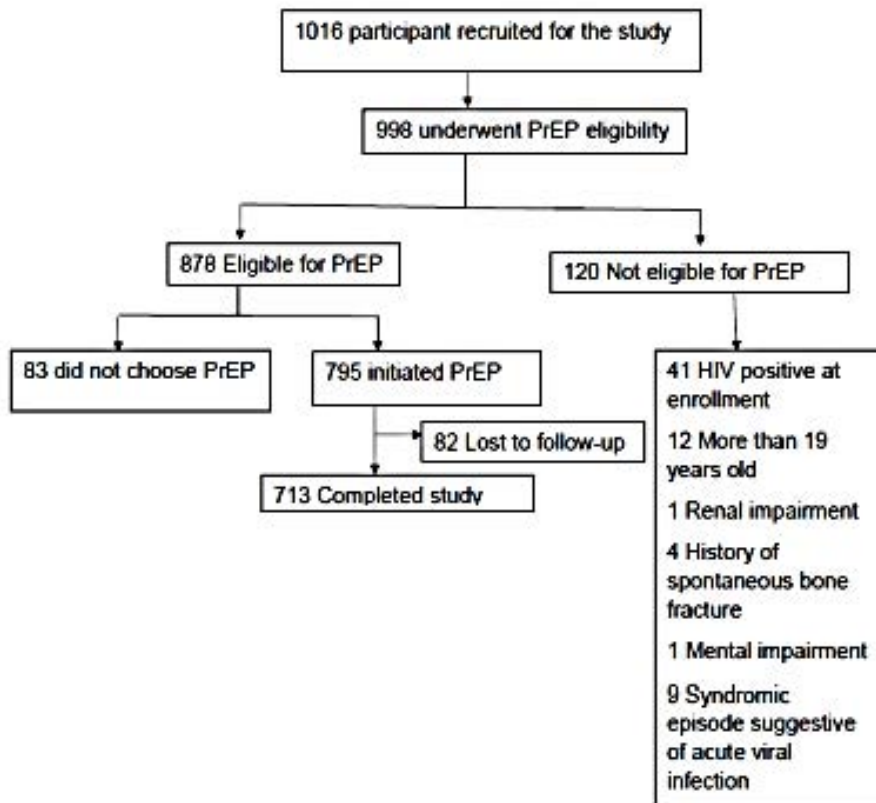 1016 participant recruited for the study
998 underwent PrEP eligibility
878 Eligible for PrEP
120 Not eligible for PrEP
83 did not choose PrEP
795 initiated PrEP
82 Lost to follow-up
713 Completed study
41 HIV positive at
enrollment
12 More than 19
years old
1 Renal impairment
4 History of
spontaneous bone
fracture
1 Mental impairment
9 Syndromic
episode suggestive
of acute viral
infection